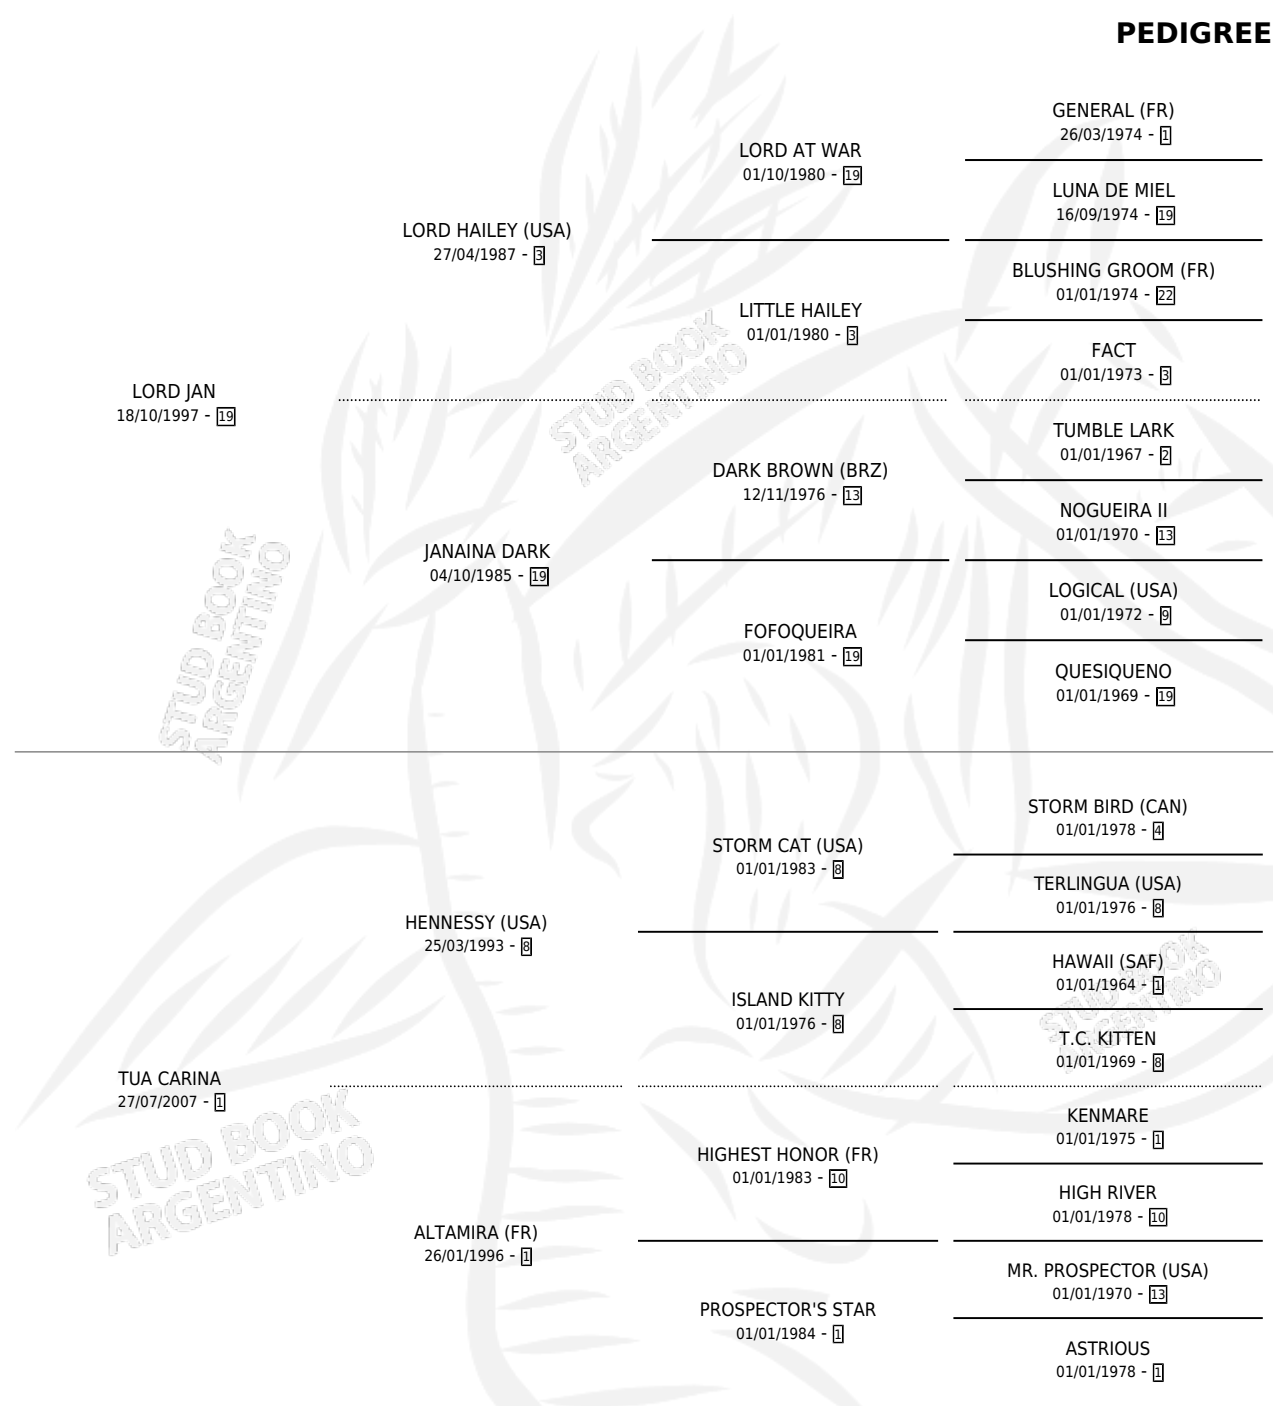 PEDIGREE
GENERAL (FR)
26/03/1974 - 1
LORD AT WAR
01/10/1980 - 19
LUNA DE MIEL
16/09/1974 - 19
LORD HAILEY (USA)
27/04/1987 - 3
BLUSHING GROOM (FR)
01/01/1974 - 22
LITTLE HAILEY
01/01/1980 - 3
FACT
01/01/1973 - 3
LORD JAN
18/10/1997 - 19
STUD BOOK
ARGENTINO
TUMBLE LARK
01/01/1967 - 2
DARK BROWN (BRZ)
12/11/1976 - 13
NOGUEIRA II
01/01/1970 - 13
JANAINA DARK
04/10/1985 - 19
LOGICAL (USA)
01/01/1972 - 9
FOFOQUEIRA
01/01/1981 - 19
QUESIQUENO
01/01/1969 - 19
STUD BOOK
ARGENTINO
STORM BIRD (CAN)
01/01/1978 - 4
STORM CAT (USA)
01/01/1983 - 8
TERLINGUA (USA)
01/01/1976 - 8
HENNESSY (USA)
25/03/1993 - 8
HAWAII (SAF)
01/01/1964 - 1
ISLAND KITTY
01/01/1976 - 8
STUD BOOK
ARGENTINO
T.C. KITTEN
01/01/1969 - 8
TUA CARINA
27/07/2007 - 1
KENMARE
01/01/1975 - 1
HIGHEST HONOR (FR)
01/01/1983 - 10
HIGH RIVER
01/01/1978 - 10
STUD BOOK
ARGENTINO
ALTAMIRA (FR)
26/01/1996 - 1
MR. PROSPECTOR (USA)
01/01/1970 - 13
PROSPECTOR'S STAR
01/01/1984 - 1
ASTRIOUS
01/01/1978 - 1